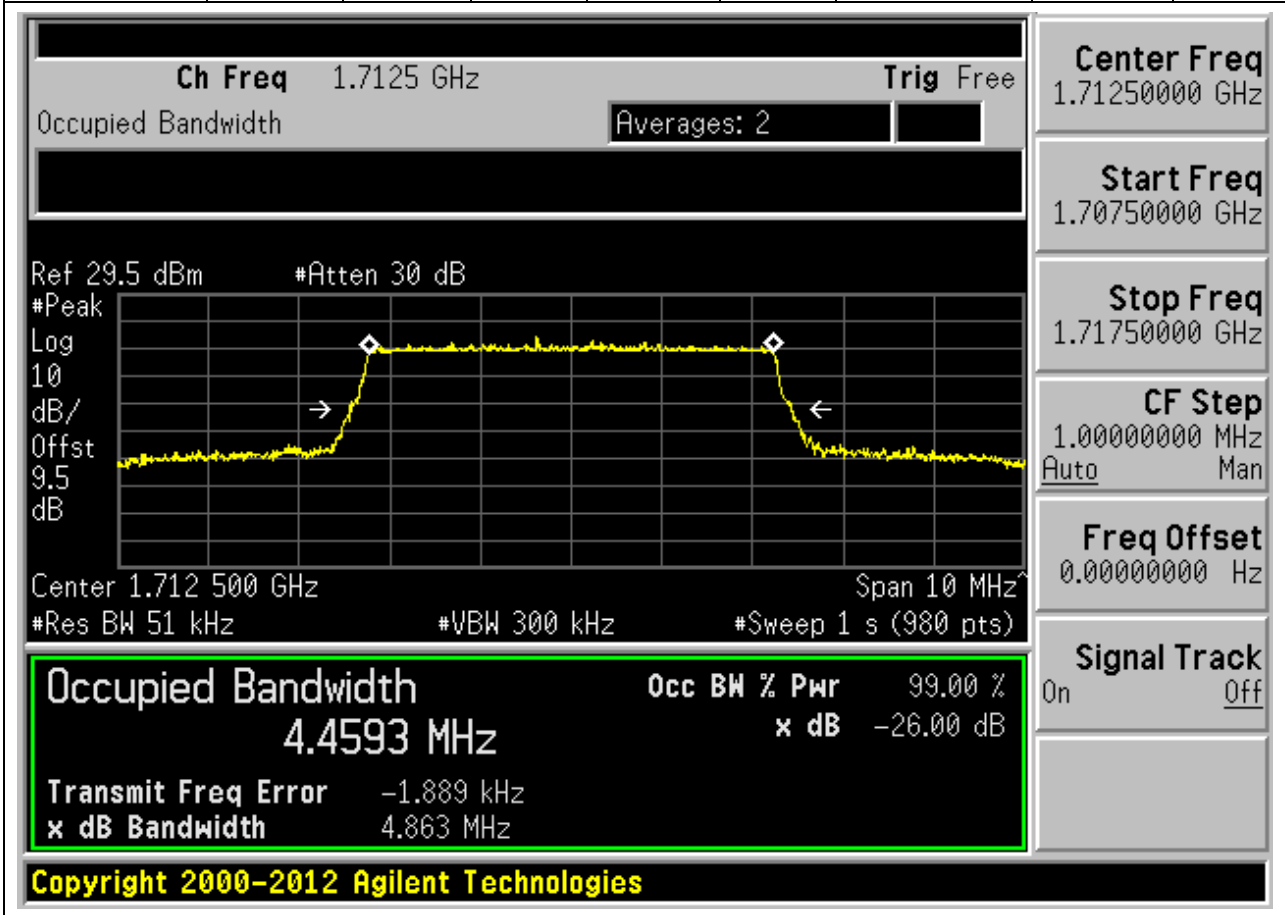 Ch Freq 1.7125 GHz Trig Free
Occupied Bandwidth Averages: 2
Ref 29.5 dBm #Atten 30 dB
#Peak
Log
10
dB/
Offst
9.5
dB
Center 1.712 500 GHz Span 10 MHz^
#Res BW 51 kHz #VBW 300 kHz #Sweep 1 s (980 pts)
Occupied Bandwidth Occ BW % Pwr 99.00 %
4.4593 MHz x dB -26.00 dB
Transmit Freq Error -1.889 kHz
x dB Bandwidth 4.863 MHz
Copyright 2000-2012 Agilent Technologies
Center Freq
1.71250000 GHz
Start Freq
1.70750000 GHz
Stop Freq
1.71750000 GHz
CF Step
1.00000000 MHz
Auto Man
Freq Offset
0.00000000 Hz
Signal Track
On Off